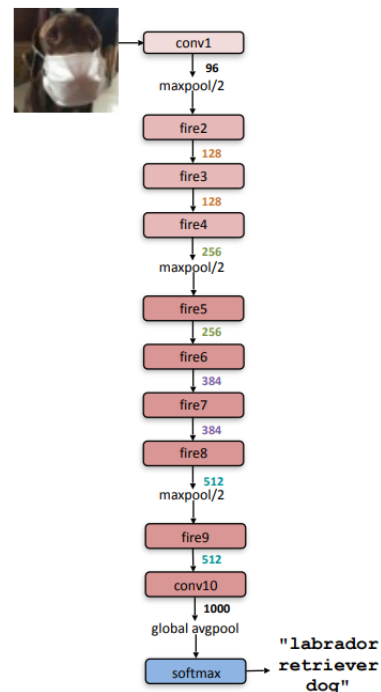 conv1
96
maxpool/2
fire2
128
fire3
128
fire4
256
maxpool/2
fire5
256
fire6
384
fire7
384
fire8
512
maxpool/2
fire9
512
conv10
1000
global avgpool
softmax
"labrador
retriever
dog"